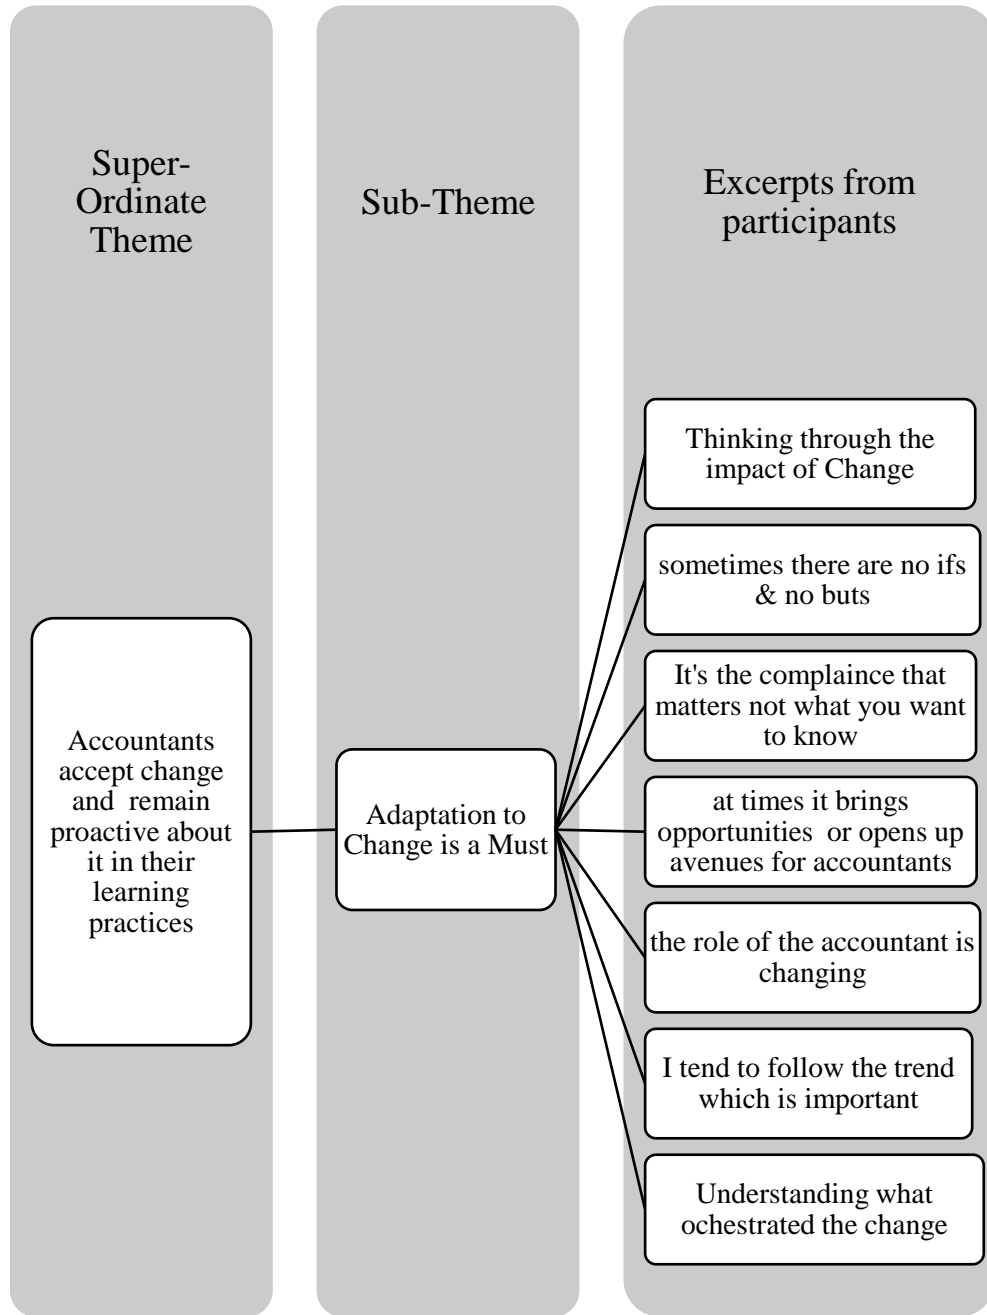 Super-
Ordinate
Theme
Sub-Theme
Excerpts from
participants
Accountants
accept change
and remain
proactive about
it in their
learning
practices
Adaptation to
Change is a Must
Thinking through the
impact of Change
sometimes there are no ifs
& no buts
It's the complaince that
matters not what you want
to know
at times it brings
opportunities or opens up
avenues for accountants
the role of the accountant is
changing
I tend to follow the trend
which is important
Understanding what
ochestrated the change